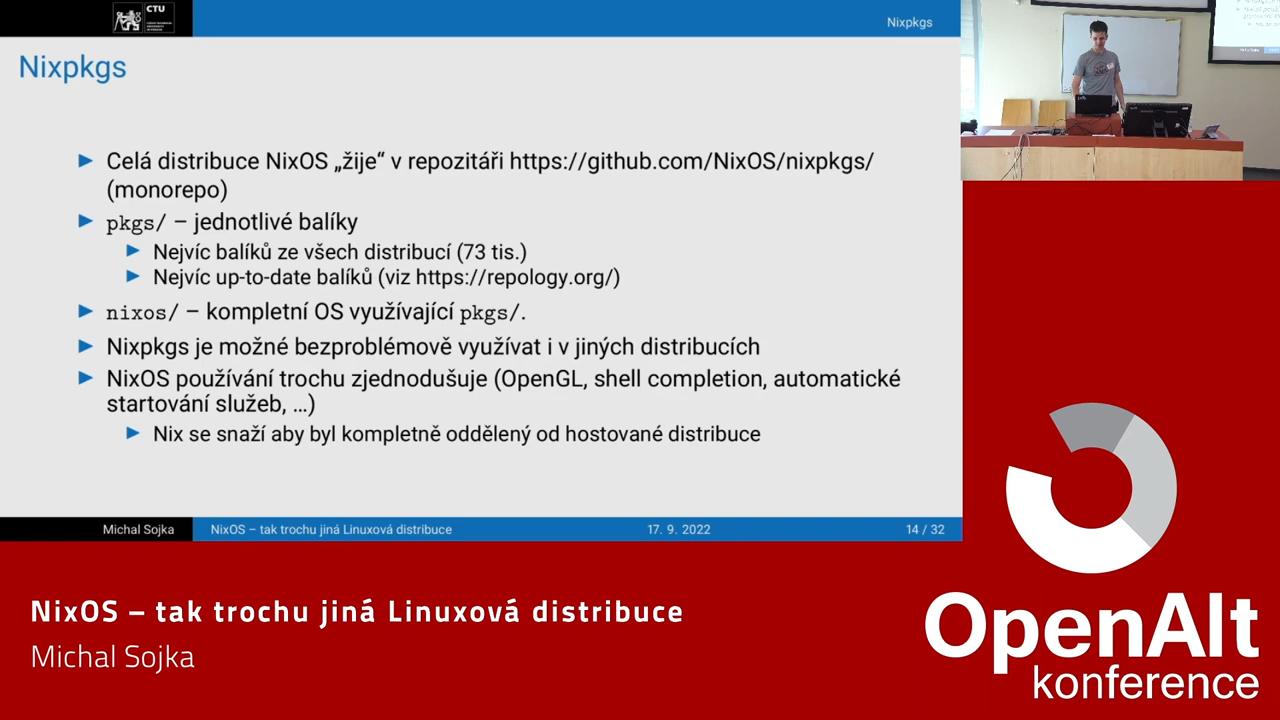 CTU
Nixpkgs
Nixpkgs
Celá distribuce NixOS „žije“ v repozitáři https://github.com/NixOS/nixpkgs/
(monorepo)
pkgs/ – jednotlivé balíky
Nejvíc balíků ze všech distribucí (73 tis.)
Nejvíc up-to-date balíků (viz https://repology.org/)
nixos/ – kompletní OS využívající pkgs/.
Nixpkgs je možné bezproblémově využívat i v jiných distribucích
NixOS používání trochu zjednodušuje (OpenGL, shell completion, automatické
startování služeb, …)
Nix se snaží aby byl kompletně oddělený od hostované distribuce
Michal Sojka
NixOS – tak trochu jiná Linuxová distribuce
17. 9. 2022
14 / 32
NixOS – tak trochu jiná Linuxová distribuce
Michal Sojka
OpenAlt
konference